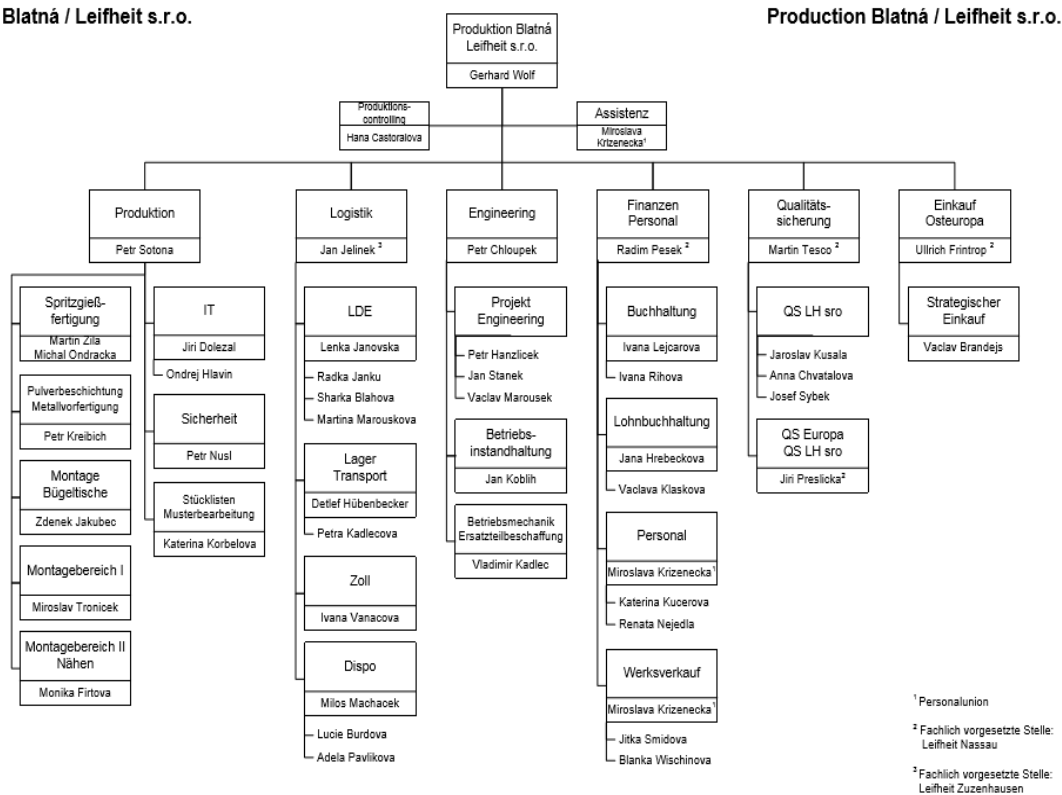 Blatná / Leifheit s.r.o.
Production Blatná / Leifheit s.r.o.
Produktion Blatná
Leifheit s.r.o.
Gerhard Wolf
Produktions-
controlling
Hana Castoralova
Assistenz
Miroslava
Krizenecka¹
Produktion
Petr Sotona
Logistik
Jan Jelinek ³
Engineering
Petr Chloupek
Finanzen
Personal
Radim Pesek ²
Qualitäts-
sicherung
Martin Tesco ²
Einkauf
Osteuropa
Ullrich Frintrop ²
Spritzgieß-
fertigung
Martin Zila
Michal Ondracka
Pulverbeschichtung
Metallvorfertigung
Petr Kreibich
Montage
Bügeltische
Zdenek Jakubec
Montagebereich I
Miroslav Tronicek
Montagebereich II
Nähen
Monika Firtova
IT
Jiri Dolezal
Ondrej Hlavin
Sicherheit
Petr Nusl
Stücklisten
Musterbearbeitung
Katerina Korbelova
LDE
Lenka Janovska
Radka Janku
Sharka Blahova
Martina Marouskova
Lager
Transport
Detlef Hübenbecker
Petra Kadlecova
Zoll
Ivana Vanacova
Dispo
Milos Machacek
Lucie Burdova
Adela Pavlikova
Projekt
Engineering
Petr Hanzlicek
Jan Stanek
Vaclav Marousek
Betriebs-
instandhaltung
Jan Koblih
Betriebsmechanik
Ersatzteilbeschaffung
Vladimir Kadlec
Buchhaltung
Ivana Lejcarova
Ivana Rihova
Lohnbuchhaltung
Jana Hrebeckova
Vaclava Klaskova
Personal
Miroslava Krizenecka¹
Katerina Kucerova
Renata Nejedla
Werksverkauf
Miroslava Krizenecka¹
Jitka Smidova
Blanka Wischinova
QS LH sro
Jaroslav Kusala
Anna Chvatalova
Josef Sybek
QS Europa
QS LH sro
Jiri Preslicka²
Strategischer
Einkauf
Vaclav Brandejs
¹ Personalunion
² Fachlich vorgesetzte Stelle:
Leifheit Nassau
³ Fachlich vorgesetzte Stelle:
Leifheit Zuzenhausen